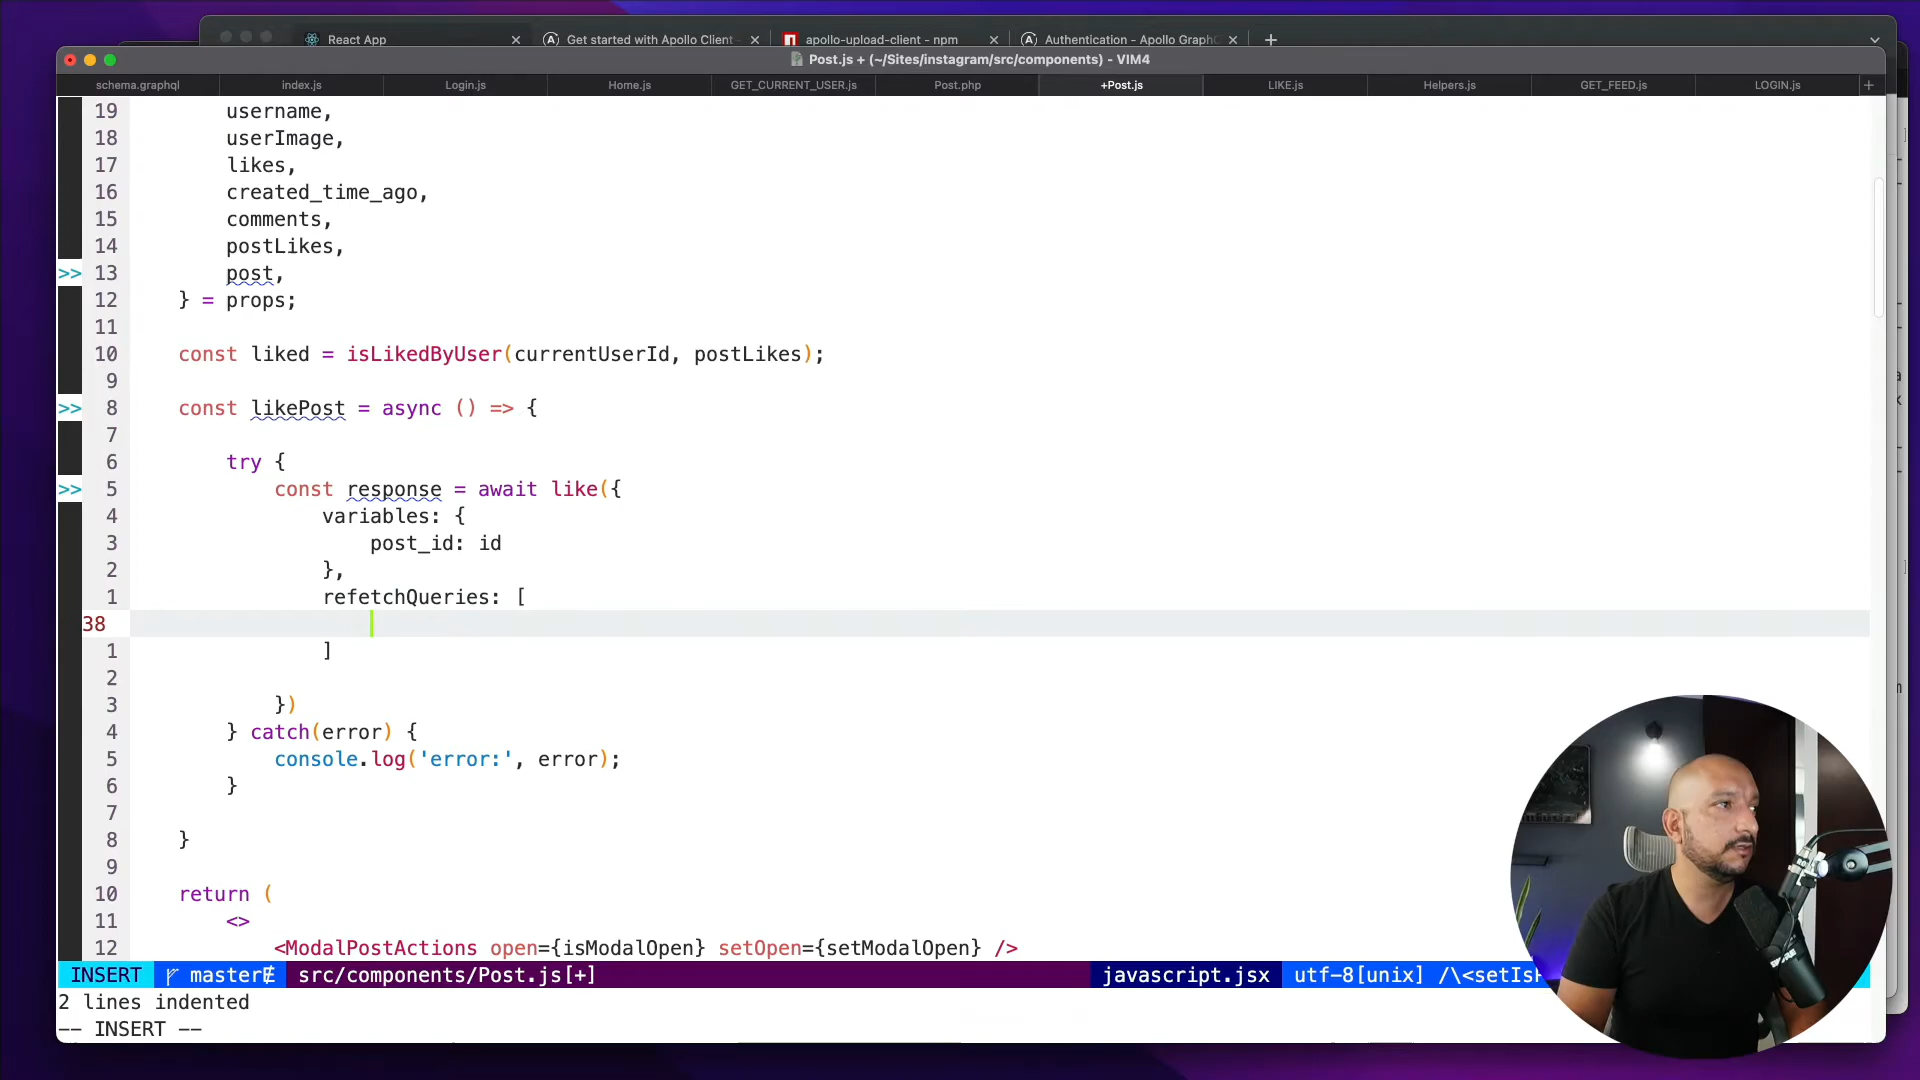 React App
Get started with Apollo Client
apollo-upload-client - npm
Authentication - Apollo Graph
Post.js + (~/Sites/instagram/src/components) - VIM4
schema.graphql
index.js
Login.js
Home.js
GET_CURRENT_USER.js
Post.php
+Post.js
LIKE.js
Helpers.js
GET_FEED.js
LOGIN.js
19 username,
18 userImage,
17 likes,
16 created_time_ago,
15 comments,
14 postLikes,
>> 13 post,
12 } = props;
11
10 const liked = isLikedByUser(currentUserId, postLikes);
9
>> 8 const likePost = async () => {
7
6 try {
>> 5 const response = await like({
4 variables: {
3 post_id: id
2 },
1 refetchQueries: [
38
1 ]
2
3 })
4 } catch(error) {
5 console.log('error:', error);
6 }
7
8 }
9
10 return (
11 <>
12 <ModalPostActions open={isModalOpen} setOpen={setModalOpen} />
INSERT master src/components/Post.js[+] javascript.jsx utf-8[unix]
2 lines indented
-- INSERT --